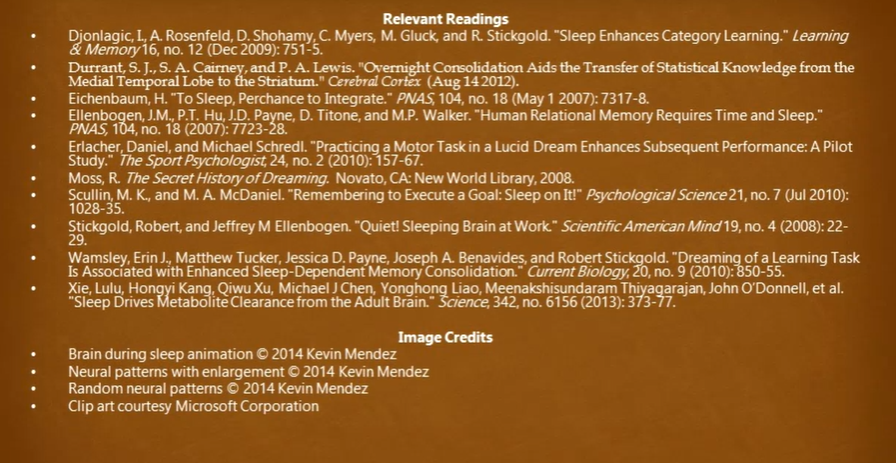 Relevant Readings
• Djonlagic, I., A. Rosenfeld, D. Shohamy, C. Myers, M. Gluck, and R. Stickgold. "Sleep Enhances Category Learning." Learning
& Memory 16, no. 12 (Dec 2009): 751-5.
• Durrant, S. J., S. A. Cairney, and P. A. Lewis. "Overnight Consolidation Aids the Transfer of Statistical Knowledge from the
Medial Temporal Lobe to the Striatum." Cerebral Cortex (Aug 14 2012).
• Eichenbaum, H. "To Sleep, Perchance to Integrate." PNAS, 104, no. 18 (May 1 2007): 7317-8.
• Ellenbogen, J.M., P.T. Hu, J.D. Payne, D. Titone, and M.P. Walker. "Human Relational Memory Requires Time and Sleep."
PNAS, 104, no. 18 (2007): 7723-28.
• Erlacher, Daniel, and Michael Schredl. "Practicing a Motor Task in a Lucid Dream Enhances Subsequent Performance: A Pilot
Study." The Sport Psychologist, 24, no. 2 (2010): 157-67.
• Moss, R. The Secret History of Dreaming. Novato, CA: New World Library, 2008.
• Scullin, M. K., and M. A. McDaniel. "Remembering to Execute a Goal: Sleep on It!" Psychological Science 21, no. 7 (Jul 2010):
1028-35.
• Stickgold, Robert, and Jeffrey M Ellenbogen. "Quiet! Sleeping Brain at Work." Scientific American Mind 19, no. 4 (2008): 22-
29.
• Wamsley, Erin J., Matthew Tucker, Jessica D. Payne, Joseph A. Benavides, and Robert Stickgold. "Dreaming of a Learning Task
Is Associated with Enhanced Sleep-Dependent Memory Consolidation." Current Biology, 20, no. 9 (2010): 850-55.
• Xie, Lulu, Hongyi Kang, Qiwu Xu, Michael J Chen, Yonghong Liao, Meenakshisundaram Thiyagarajan, John O'Donnell, et al.
"Sleep Drives Metabolite Clearance from the Adult Brain." Science, 342, no. 6156 (2013): 373-77.
Image Credits
• Brain during sleep animation © 2014 Kevin Mendez
• Neural patterns with enlargement © 2014 Kevin Mendez
• Random neural patterns © 2014 Kevin Mendez
• Clip art courtesy Microsoft Corporation